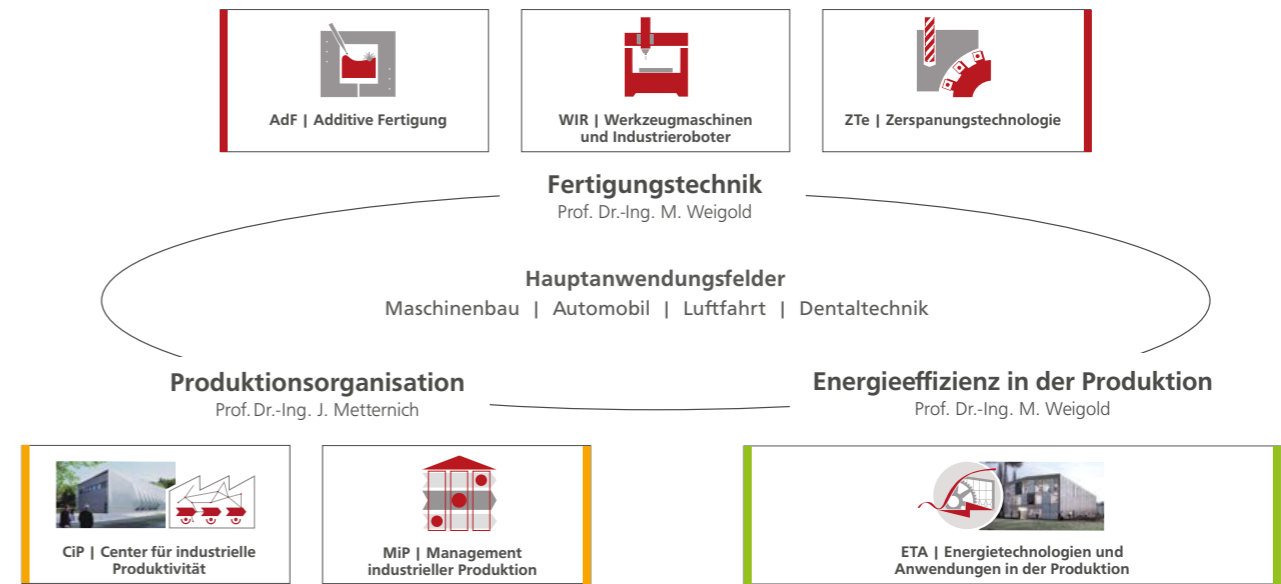 AdF | Additive Fertigung
WIR | Werkzeugmaschinen
und Industrieroboter
ZTe | Zerspanungstechnologie
Fertigungstechnik
Prof. Dr.-Ing. M. Weigold
Hauptanwendungsfelder
Maschinenbau | Automobil | Luftfahrt | Dentaltechnik
Produktionsorganisation
Prof. Dr.-Ing. J. Metternich
Energieeffizienz in der Produktion
Prof. Dr.-Ing. M. Weigold
CiP | Center für industrielle
Produktivität
MiP | Management
industrieller Produktion
ETA | Energietechnologien und
Anwendungen in der Produktion